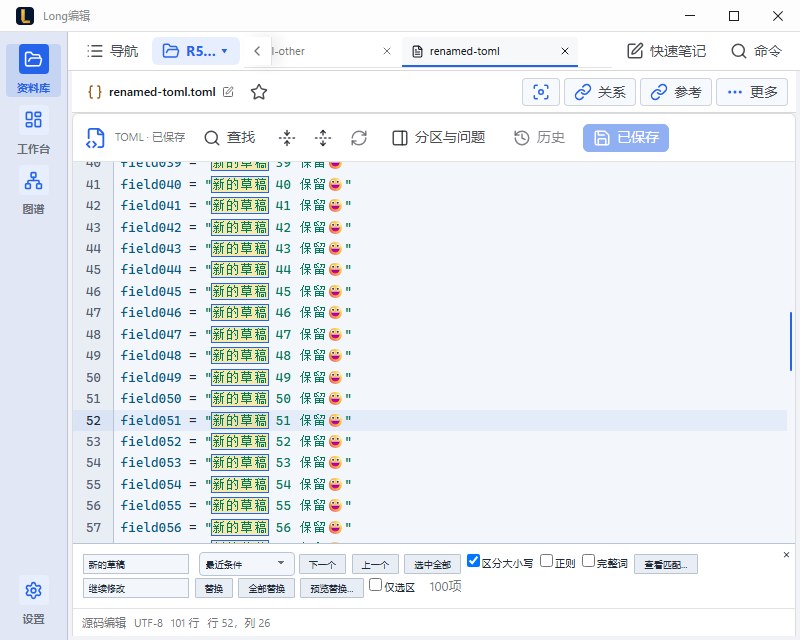 Long编辑
资料库
工作台
图谱
设置
导航 R5... l-other renamed-toml 快速笔记 命令
renamed-toml.toml 关系 参考 更多
TOML · 已保存 查找 分区与问题 历史 已保存
40 field039 = "新的草稿 39 保留😀"
41 field040 = "新的草稿 40 保留😀"
42 field041 = "新的草稿 41 保留😀"
43 field042 = "新的草稿 42 保留😀"
44 field043 = "新的草稿 43 保留😀"
45 field044 = "新的草稿 44 保留😀"
46 field045 = "新的草稿 45 保留😀"
47 field046 = "新的草稿 46 保留😀"
48 field047 = "新的草稿 47 保留😀"
49 field048 = "新的草稿 48 保留😀"
50 field049 = "新的草稿 49 保留😀"
51 field050 = "新的草稿 50 保留😀"
52 field051 = "新的草稿 51 保留😀"
53 field052 = "新的草稿 52 保留😀"
54 field053 = "新的草稿 53 保留😀"
55 field054 = "新的草稿 54 保留😀"
56 field055 = "新的草稿 55 保留😀"
57 field056 = "新的草稿 56 保留😀"
新的草稿 最近条件 下一个 上一个 选中全部 区分大小写 正则 完整词 查看匹配...
继续修改 替换 全部替换 预览替换... 仅选区 100项
源码编辑 UTF-8 101 行 行 52, 列 26